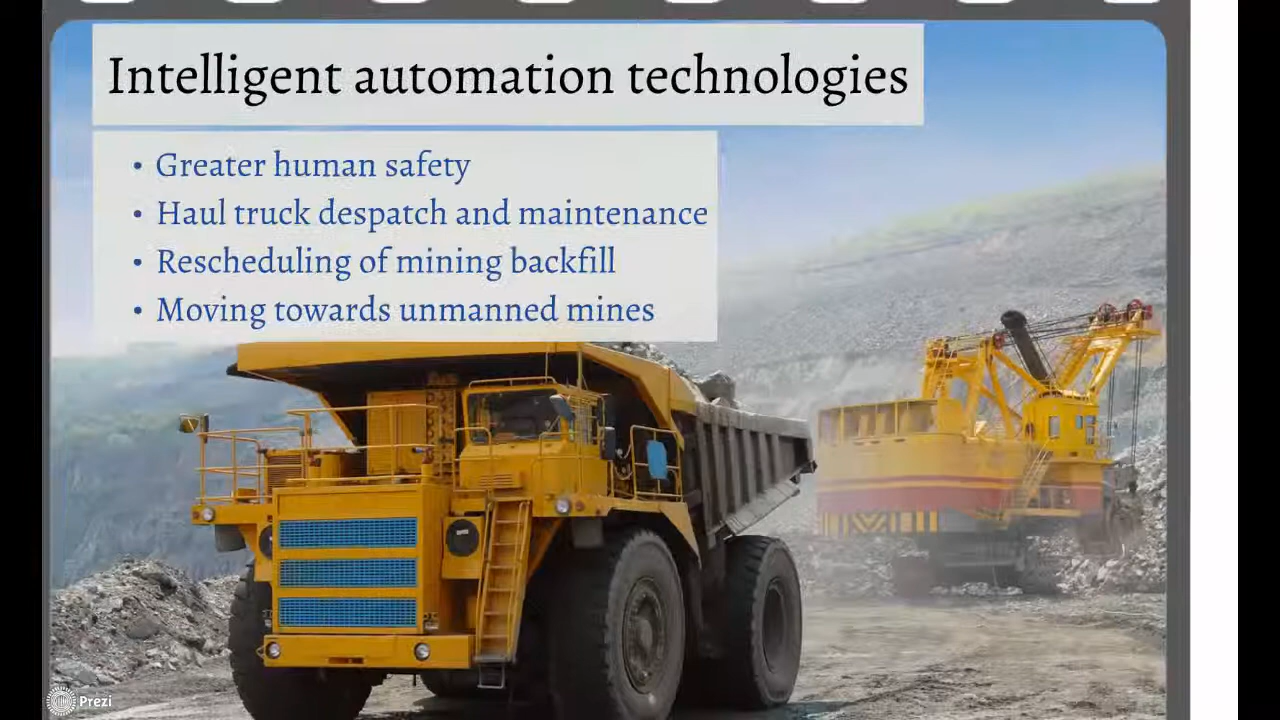 Intelligent automation technologies
• Greater human safety
• Haul truck despatch and maintenance
• Rescheduling of mining backfill
• Moving towards unmanned mines
Prezi